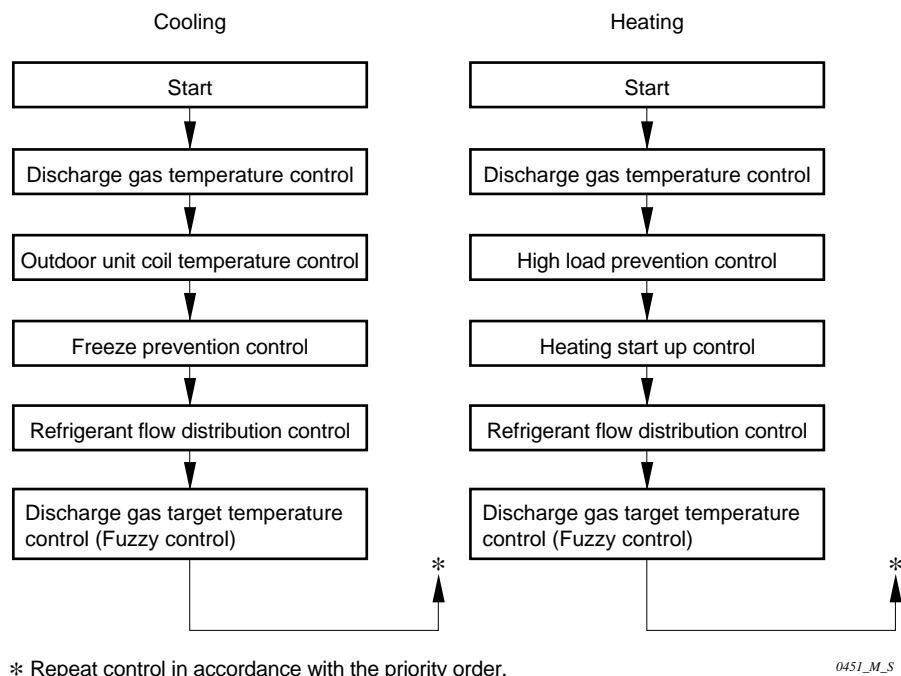 Cooling
Start
Discharge gas temperature control
Outdoor unit coil temperature control
Freeze prevention control
Refrigerant flow distribution control
Discharge gas target temperature
control (Fuzzy control)
*
Heating
Start
Discharge gas temperature control
High load prevention control
Heating start up control
Refrigerant flow distribution control
Discharge gas target temperature
control (Fuzzy control)
*
* Repeat control in accordance with the priority order.
0451_M_S